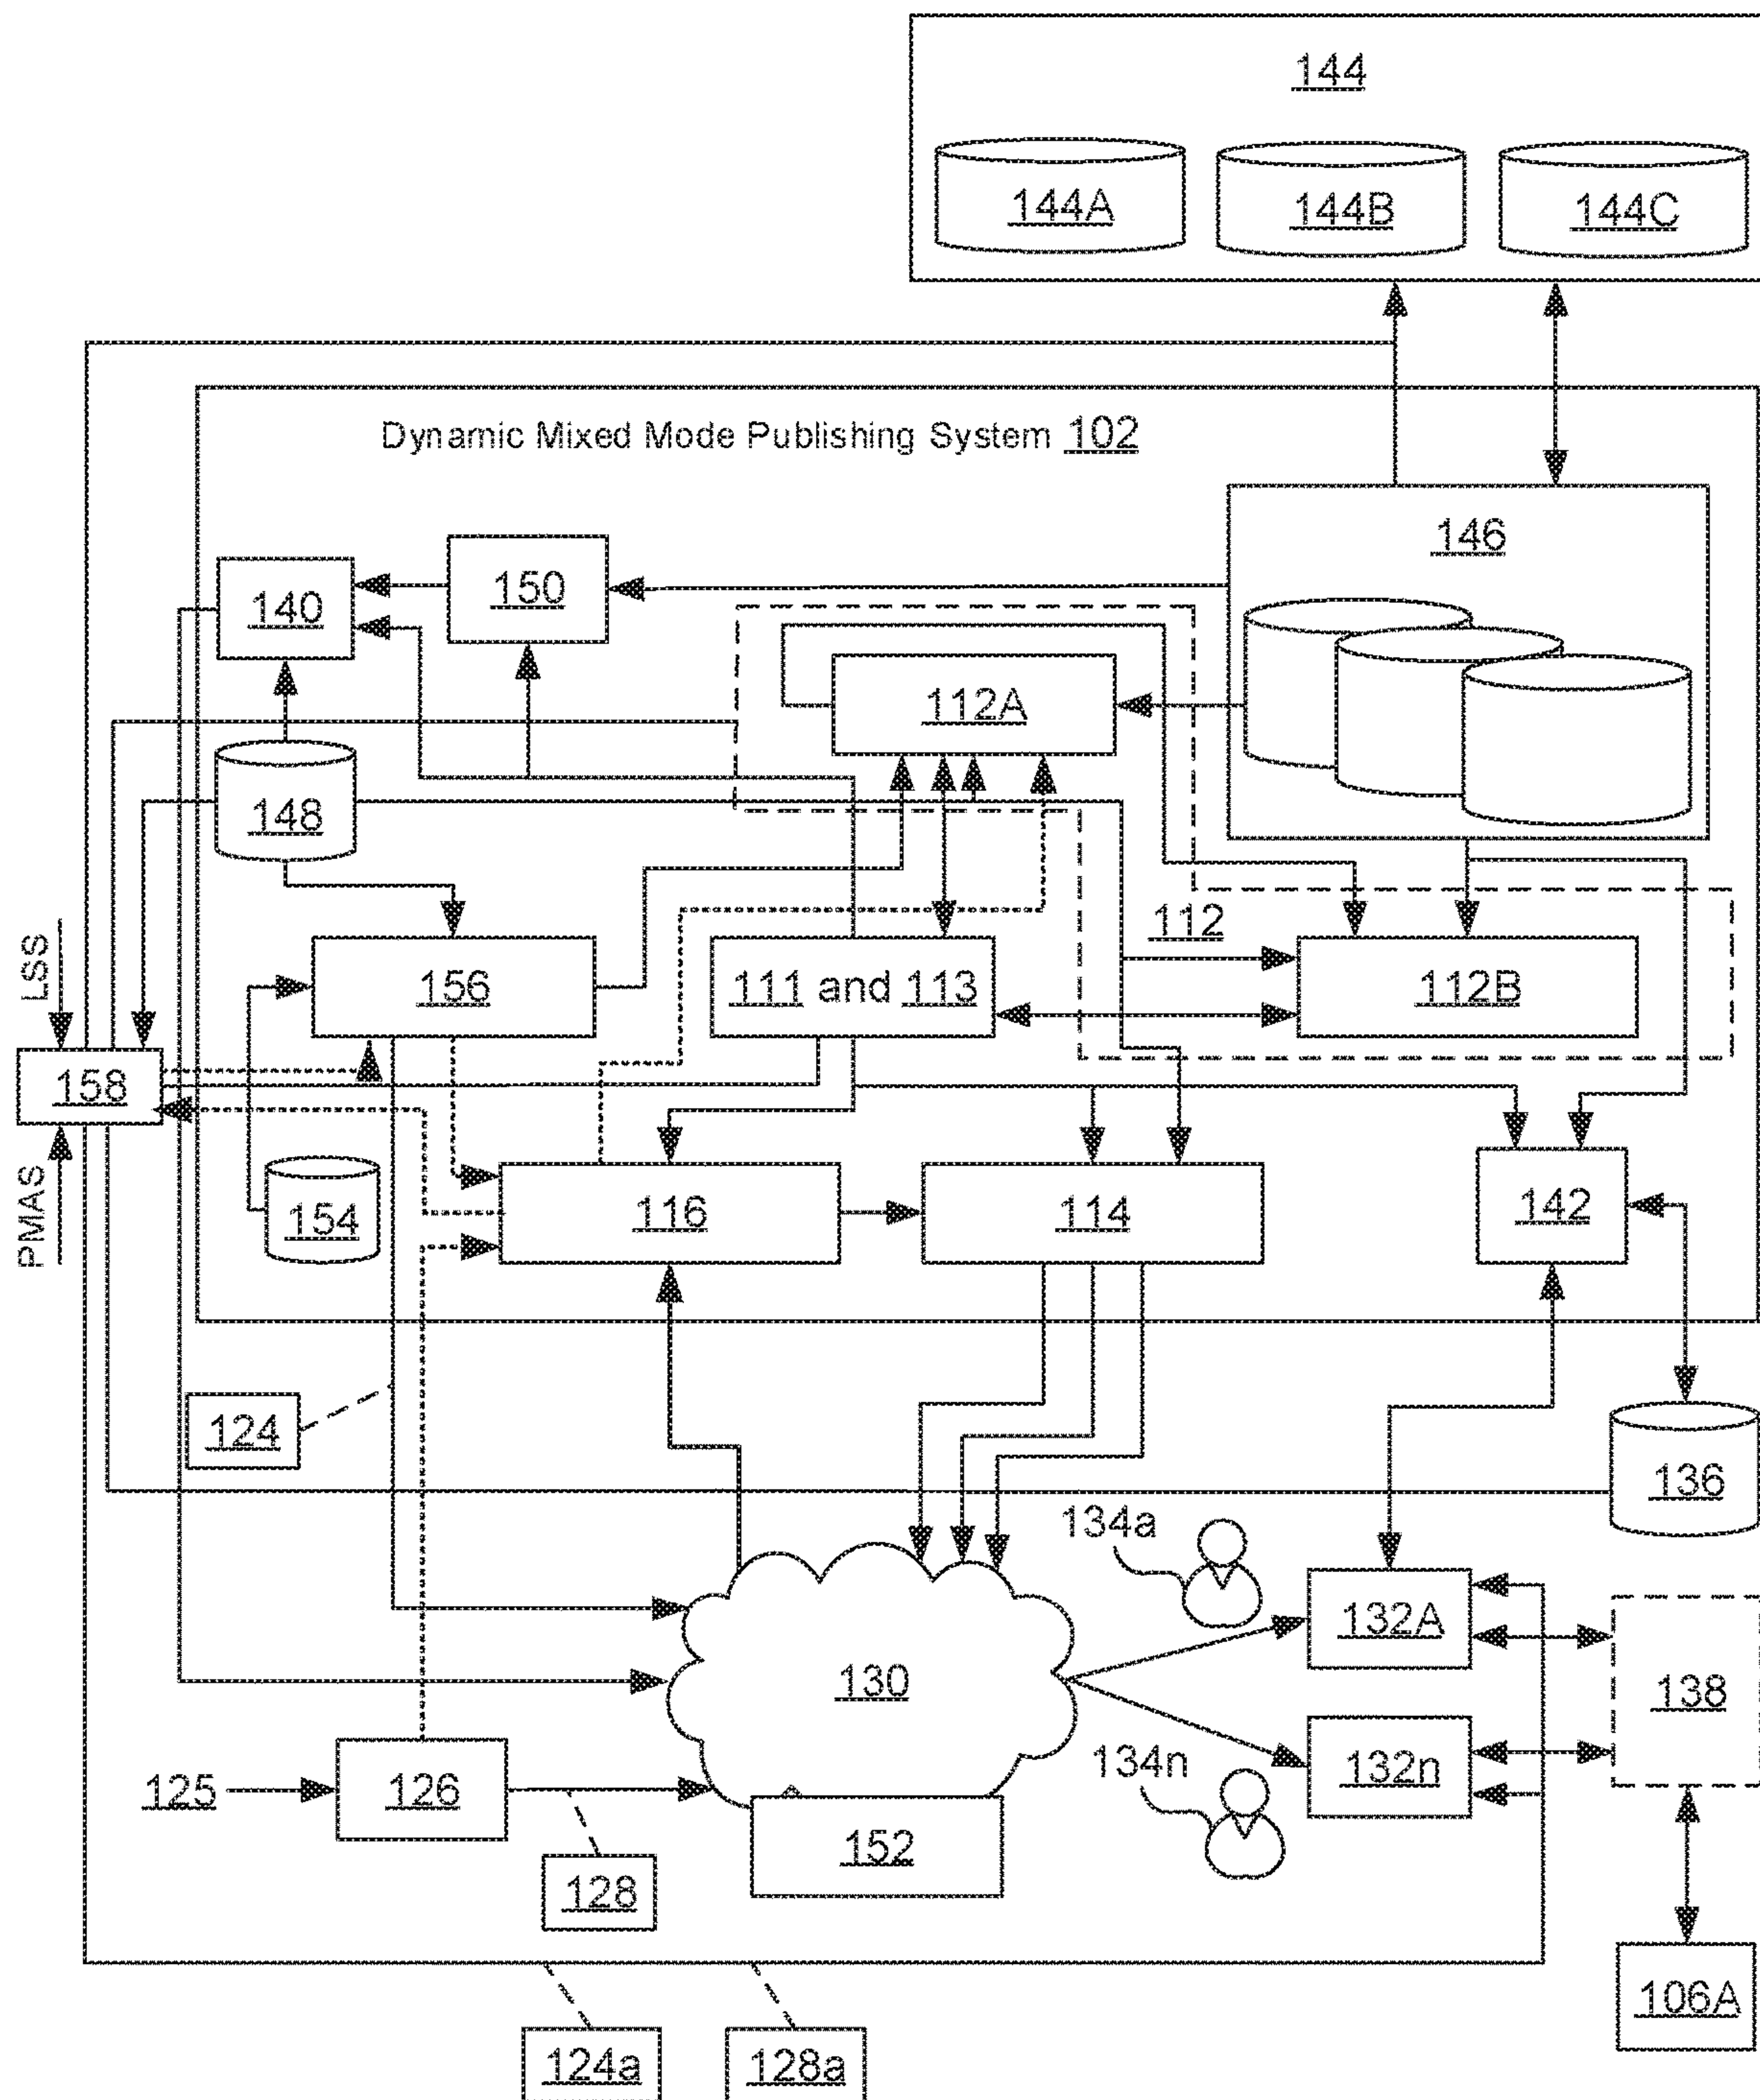 144
144A
144B
144C
Dynamic Mixed Mode Publishing System 102
146
150
140
112A
148
112
LSS
156
111 and 113
112B
158
PMAS
154
116
114
142
124
136
134a
132A
130
138
134n
132n
125
126
152
128
106A
124a
128a